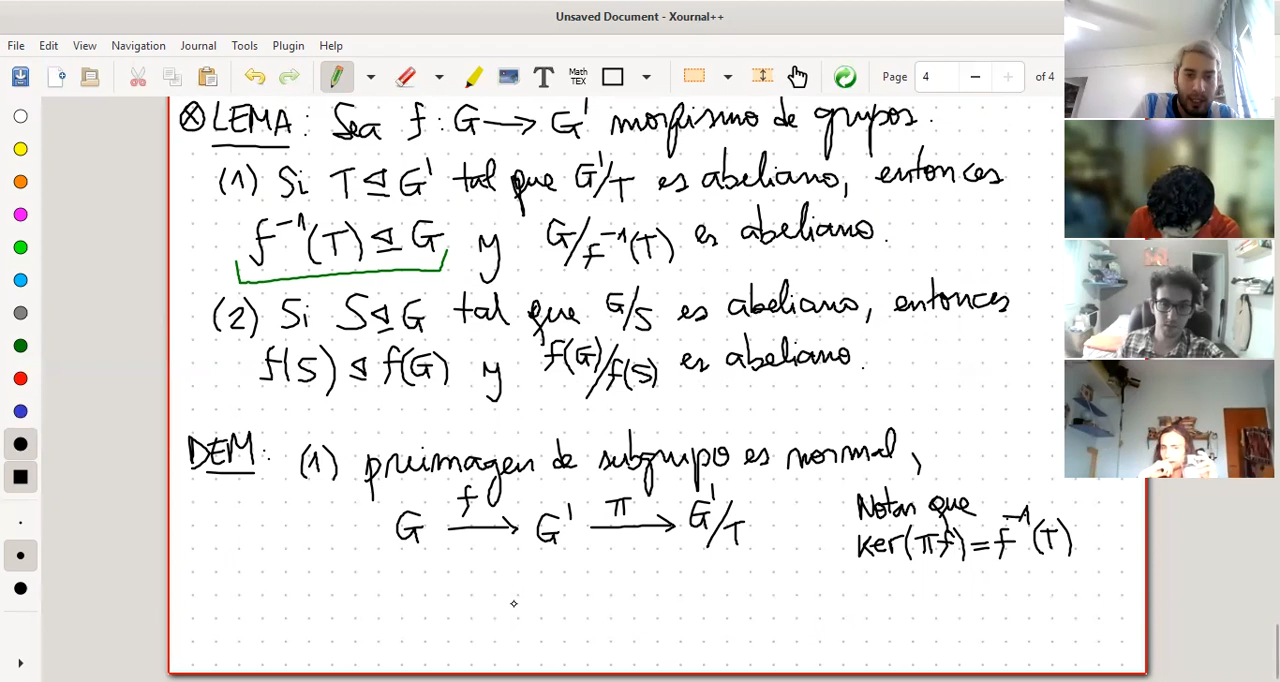 Unsaved Document - Xournal++
File Edit View Navigation Journal Tools Plugin Help
T Math TEX Page 4 of 4
⊗ LEMA: Sea f: G → G' morfismo de grupos.
(1) Si T ⊴ G' tal que G'/T es abeliano, entonces
f⁻¹(T) ⊴ G y G/f⁻¹(T) es abeliano.
(2) Si S ⊴ G tal que G/S es abeliano, entonces
f(S) ⊴ f(G) y f(G)/f(S) es abeliano.
DEM: (1) preimagen de subgrupo es normal,
G —f→ G' —π→ G'/T
Notar que
Ker(πf) = f⁻¹(T)